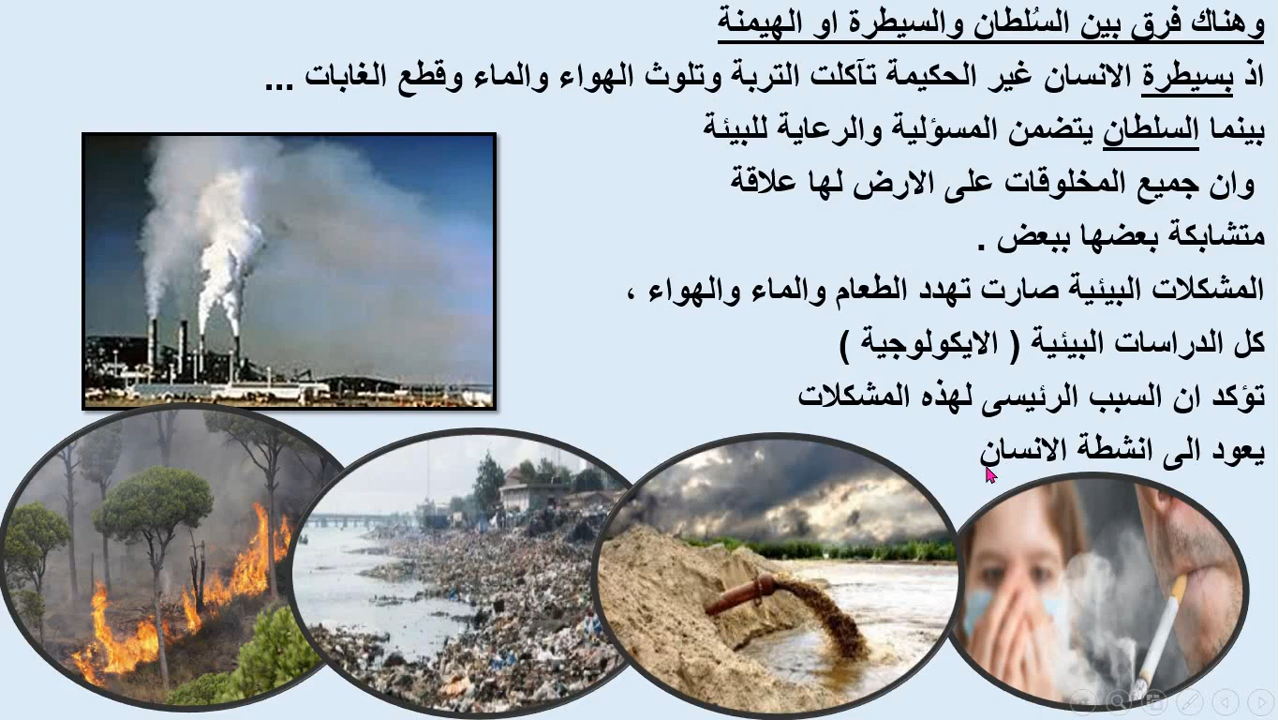 وهناك فرق بين السُلطان والسيطرة او الهيمنة
اذ بسيطرة الانسان غير الحكيمة تآكلت التربة وتلوث الهواء والماء وقطع الغابات ...
بينما السلطان يتضمن المسؤلية والرعاية للبيئة
وان جميع المخلوقات على الارض لها علاقة
متشابكة بعضها ببعض .
المشكلات البيئية صارت تهدد الطعام والماء والهواء ،
كل الدراسات البيئية ( الايكولوجية )
تؤكد ان السبب الرئيسى لهذه المشكلات
يعود الى انشطة الانسان